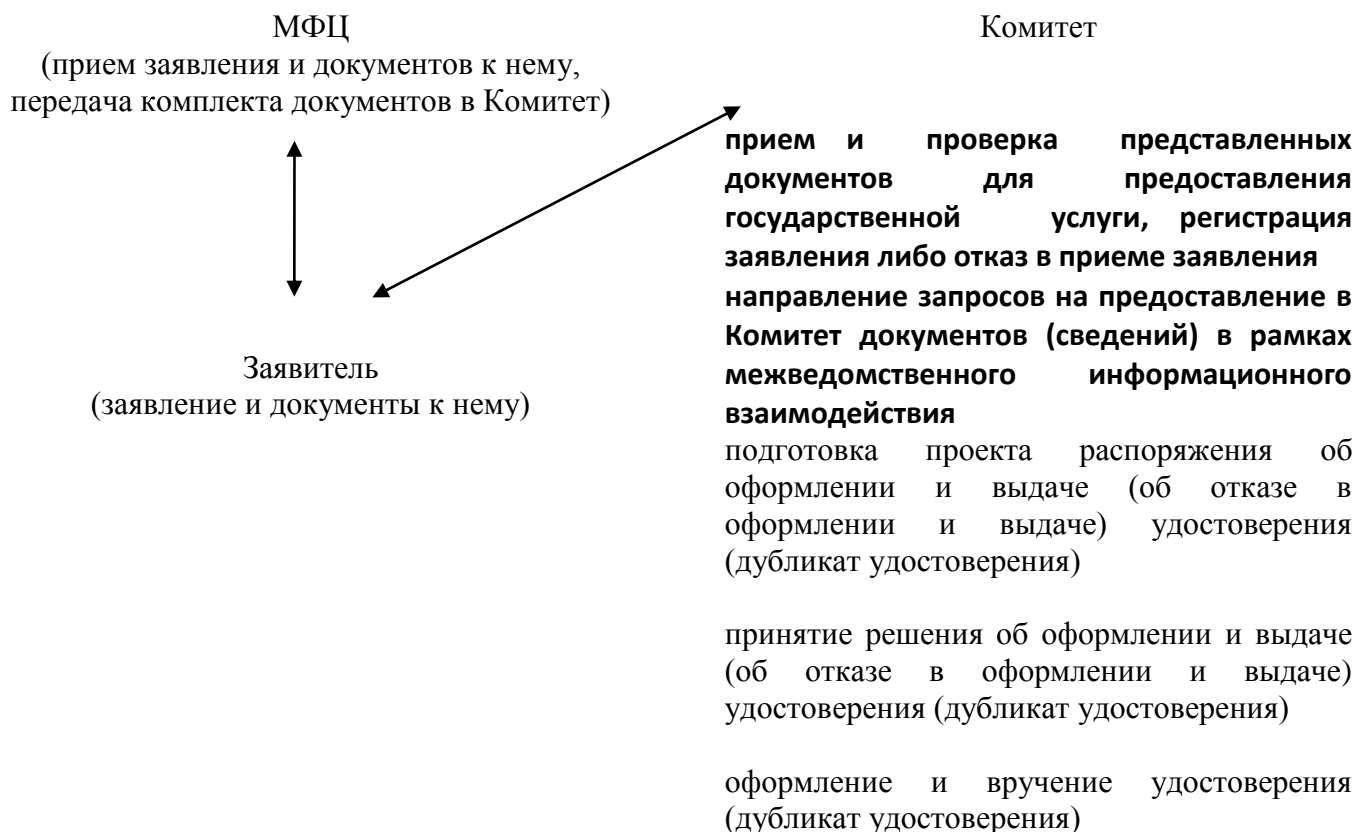 МФЦ
(прием заявления и документов к нему,
передача комплекта документов в Комитет)
Заявитель
(заявление и документы к нему)
Комитет
прием и проверка представленных
документов для предоставления
государственной услуги, регистрация
заявления либо отказ в приеме заявления
направление запросов на предоставление в
Комитет документов (сведений) в рамках
межведомственного информационного
взаимодействия
подготовка проекта распоряжения об
оформлении и выдаче (об отказе в
оформлении и выдаче) удостоверения
(дубликат удостоверения)
принятие решения об оформлении и выдаче
(об отказе в оформлении и выдаче)
удостоверения (дубликат удостоверения)
оформление и вручение удостоверения
(дубликат удостоверения)